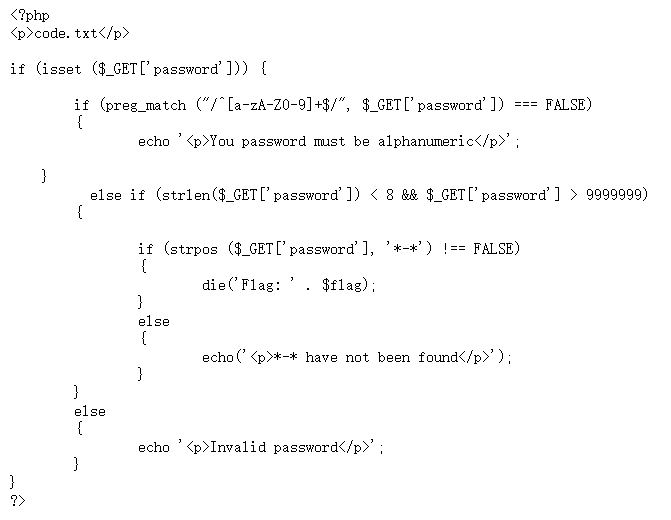 <?php
<p>code.txt</p>
if (isset ($_GET['password'])) {
if (preg_match ("/^[a-zA-Z0-9]+$/", $_GET['password']) === FALSE)
{
echo '<p>You password must be alphanumeric</p>';
}
else if (strlen($_GET['password']) < 8 && $_GET['password'] > 9999999)
{
if (strpos ($_GET['password'], '*-*') !== FALSE)
{
die('Flag: ' . $flag);
}
else
{
echo('<p>*-* have not been found</p>');
}
}
else
{
echo '<p>Invalid password</p>';
}
}
?>